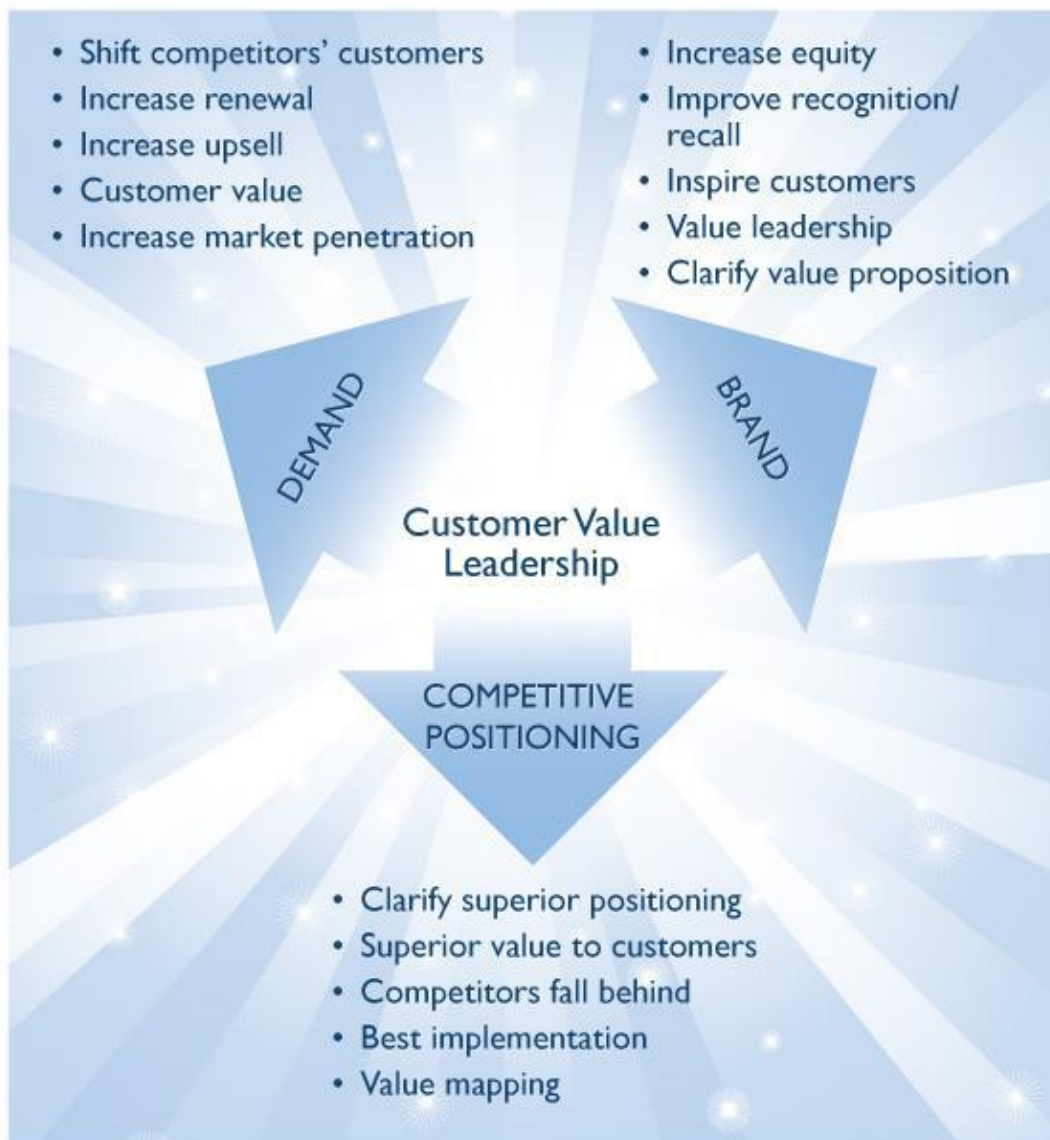 • Shift competitors' customers
• Increase renewal
• Increase upsell
• Customer value
• Increase market penetration
• Increase equity
• Improve recognition/
recall
• Inspire customers
• Value leadership
• Clarify value proposition
DEMAND
BRAND
Customer Value
Leadership
COMPETITIVE
POSITIONING
• Clarify superior positioning
• Superior value to customers
• Competitors fall behind
• Best implementation
• Value mapping